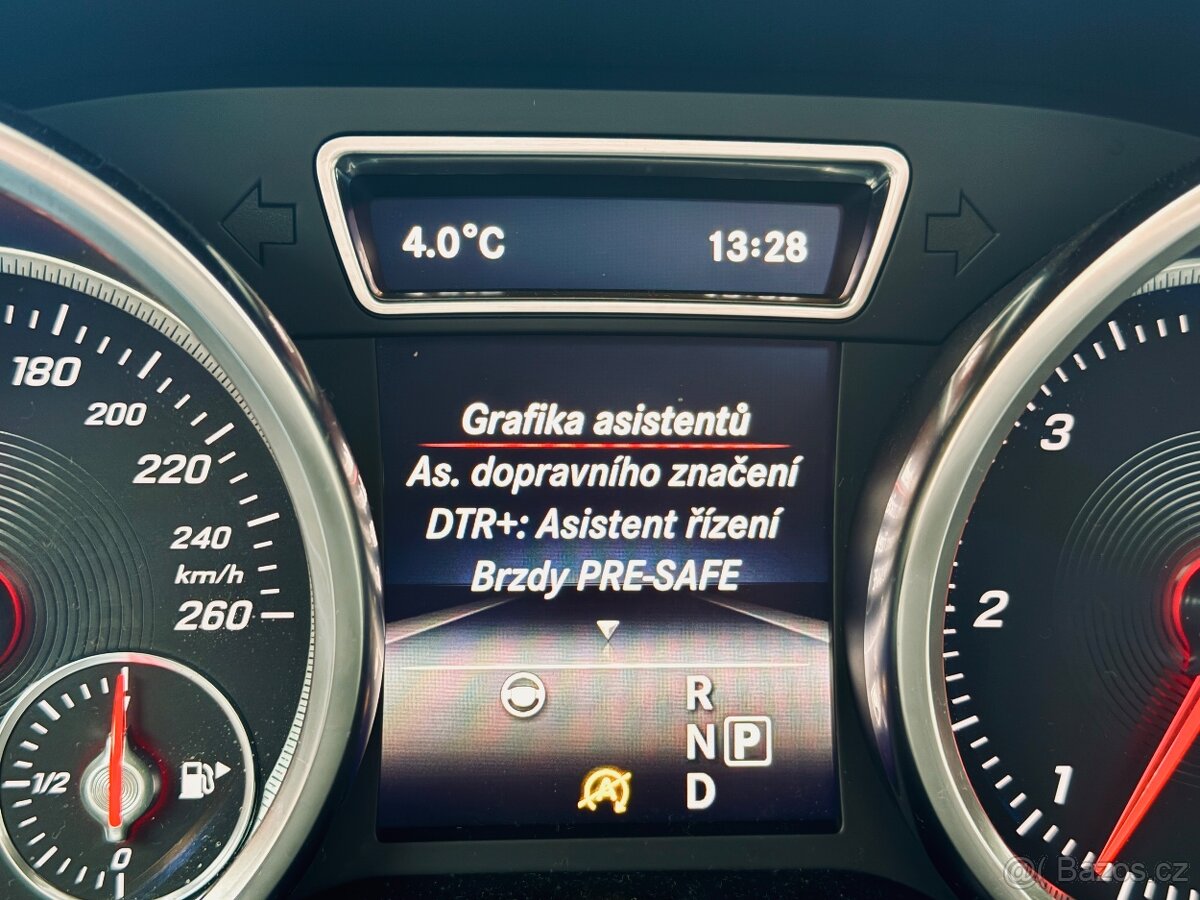 4.0°C 13:28
Grafika asistentů
As. dopravního značení
DTR+: Asistent řízení
Brzdy PRE-SAFE
R
N P
D
A
180
200
220
240
km/h
260
1/2
0
3
2
1
@ Bazos.cz